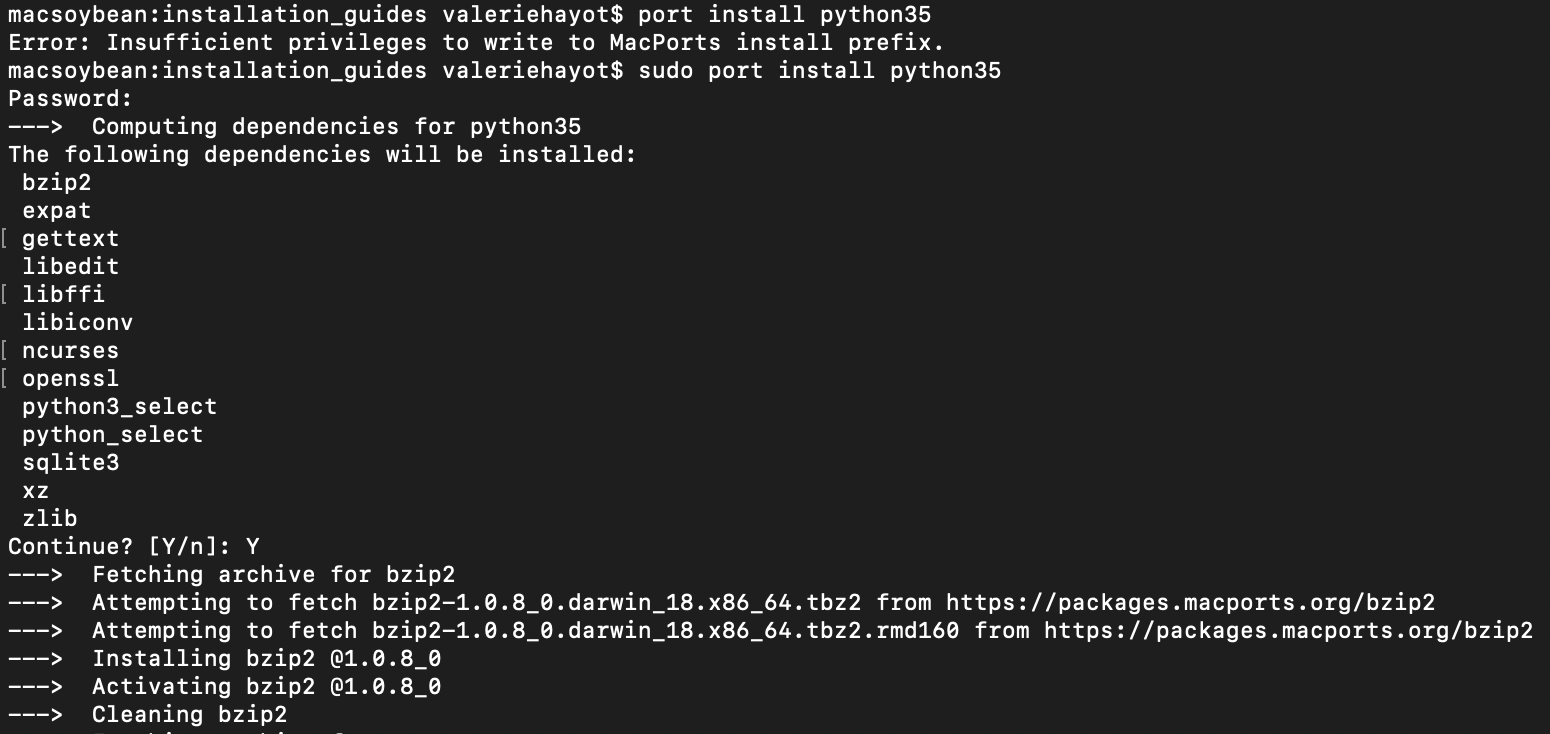 macsoybean:installation_guides valeriehayot$ port install python35
Error: Insufficient privileges to write to MacPorts install prefix.
macsoybean:installation_guides valeriehayot$ sudo port install python35
Password:
--->  Computing dependencies for python35
The following dependencies will be installed:
 bzip2
 expat
[ gettext
 libedit
[ libffi
 libiconv
[ ncurses
[ openssl
 python3_select
 python_select
 sqlite3
 xz
 zlib
Continue? [Y/n]: Y
--->  Fetching archive for bzip2
--->  Attempting to fetch bzip2-1.0.8_0.darwin_18.x86_64.tbz2 from https://packages.macports.org/bzip2
--->  Attempting to fetch bzip2-1.0.8_0.darwin_18.x86_64.tbz2.rmd160 from https://packages.macports.org/bzip2
--->  Installing bzip2 @1.0.8_0
--->  Activating bzip2 @1.0.8_0
--->  Cleaning bzip2